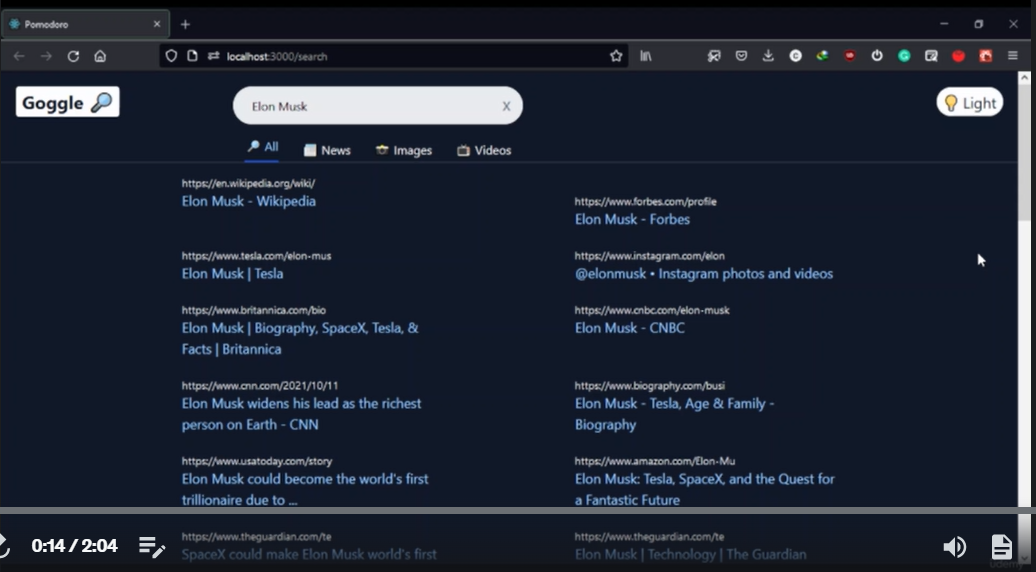 Pomodoro
localhost:3000/search
Goggle
Elon Musk
X
Light
All
News
Images
Videos
https://en.wikipedia.org/wiki/
Elon Musk - Wikipedia
https://www.forbes.com/profile
Elon Musk - Forbes
https://www.tesla.com/elon-mus
Elon Musk | Tesla
https://www.instagram.com/elon
@elonmusk • Instagram photos and videos
https://www.britannica.com/bio
Elon Musk | Biography, SpaceX, Tesla, &
Facts | Britannica
https://www.cnbc.com/elon-musk
Elon Musk - CNBC
https://www.cnn.com/2021/10/11
Elon Musk widens his lead as the richest
person on Earth - CNN
https://www.biography.com/busi
Elon Musk - Tesla, Age & Family -
Biography
https://www.usatoday.com/story
Elon Musk could become the world's first
trillionaire due to ...
https://www.amazon.com/Elon-Mu
Elon Musk: Tesla, SpaceX, and the Quest for
a Fantastic Future
https://www.theguardian.com/te
SpaceX could make Elon Musk world's first
https://www.theguardian.com/te
Elon Musk | Technology | The Guardian
0:14 / 2:04
udemy